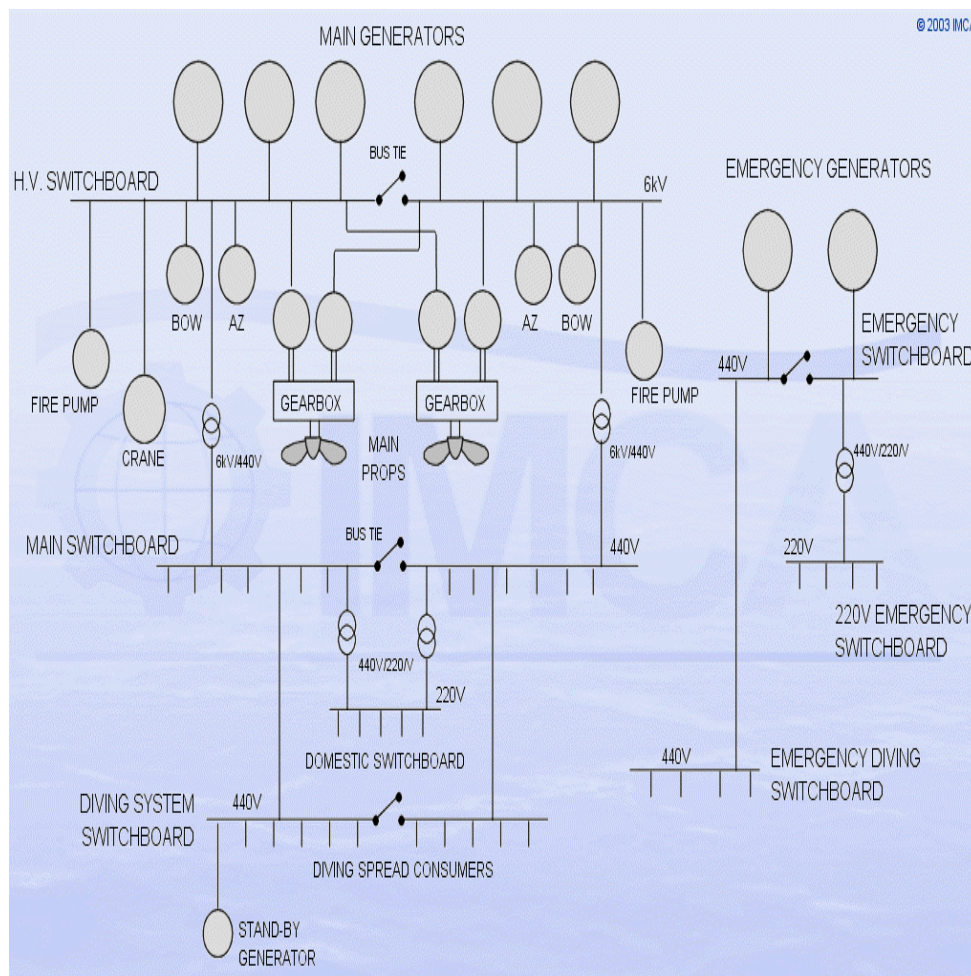 © 2003 IMCA
MAIN GENERATORS
BUS TIE
H.V. SWITCHBOARD
6kV
EMERGENCY GENERATORS
BOW
AZ
AZ
BOW
EMERGENCY
SWITCHBOARD
440V
FIRE PUMP
FIRE PUMP
GEARBOX
GEARBOX
CRANE
MAIN
PROPS
6kV/440V
6kV/440V
440V/220/V
IMCA
MAIN SWITCHBOARD
BUS TIE
440V
220V
220V EMERGENCY
SWITCHBOARD
440V/220/V
220V
DOMESTIC SWITCHBOARD
440V
EMERGENCY DIVING
SWITCHBOARD
DIVING SYSTEM
SWITCHBOARD
440V
DIVING SPREAD CONSUMERS
STAND-BY
GENERATOR